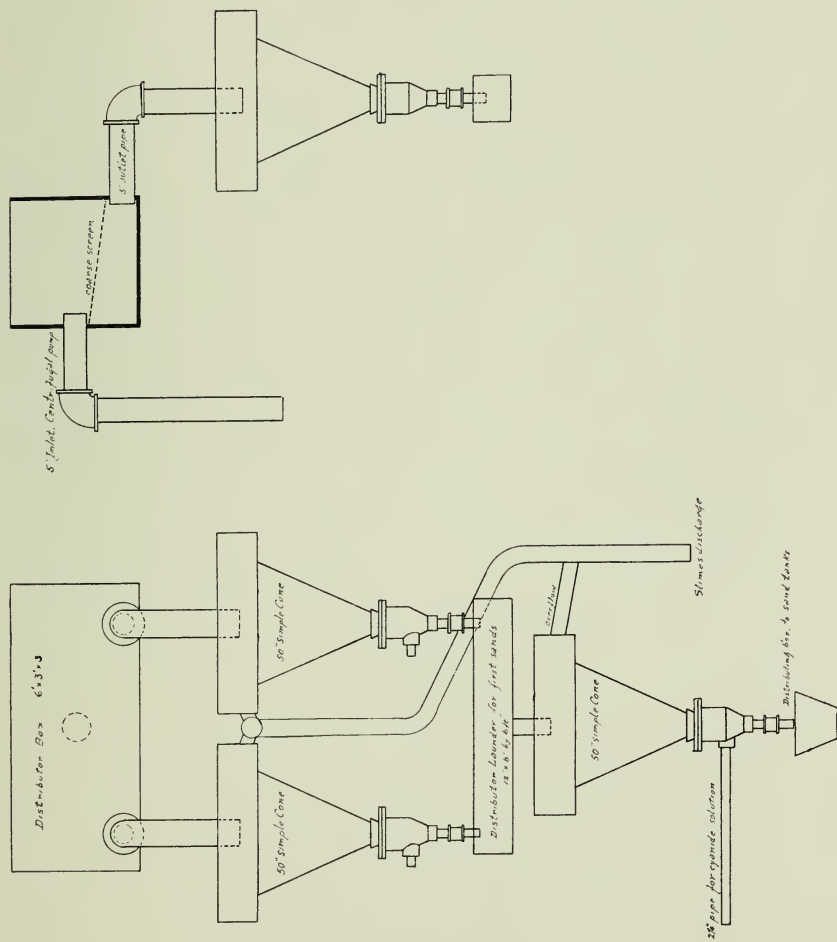 5" Inlet. Centrifugal pump
coarse screen
5" outlet pipe
Distributor Box 6'x3'x3
50" Simple Cone
50" Simple Cone
Distributor Launder for first sands
overflow
Slimes discharge
50" Simple Cone
Distributing box to sand tanks
pipe for cyanide solution